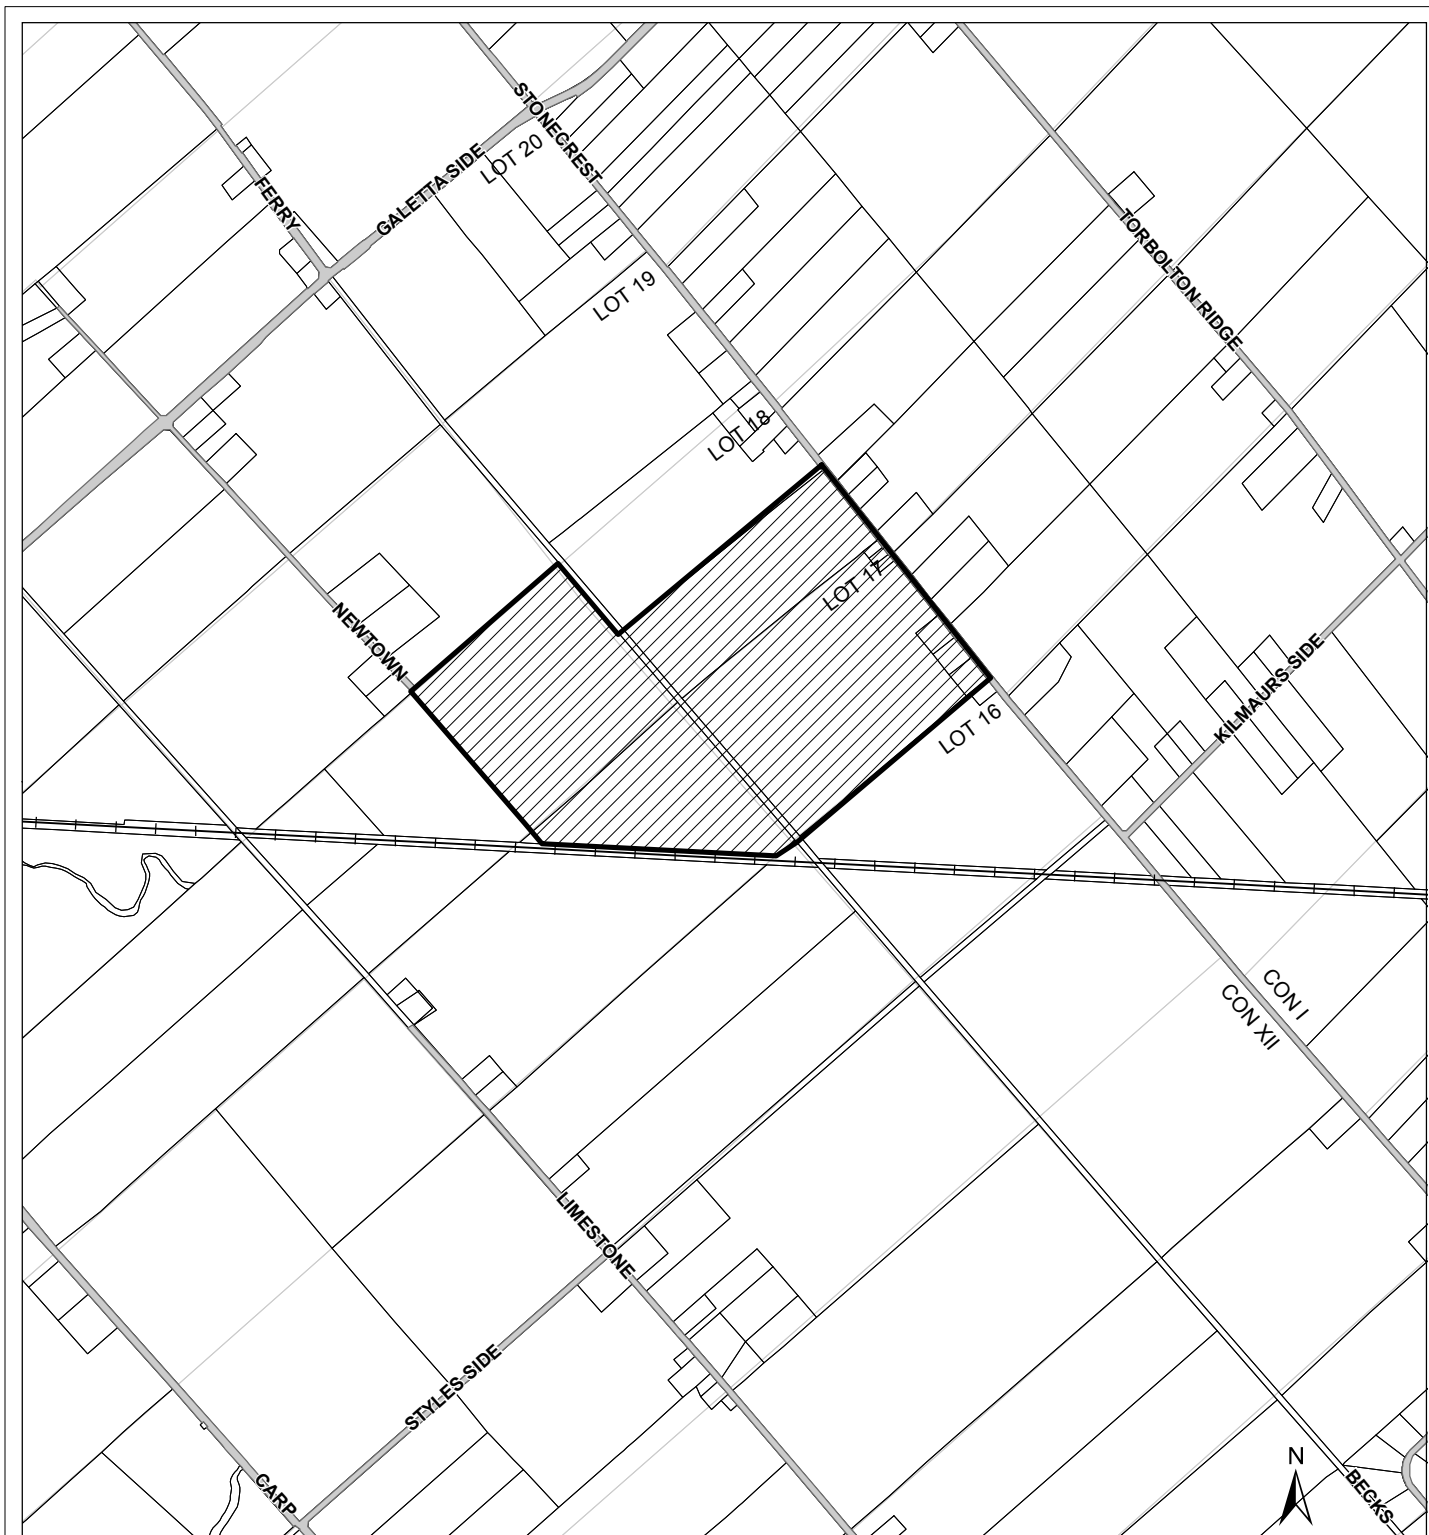 STONECREST
LOT 20
GALETTA SIDE
FERRY
TORBOLTON RIDGE
LOT 19
LOT 18
LOT 17
NEWTOWN
KILMAURS SIDE
LOT 16
CON I
CON XII
LIMESTONE
STYLES SIDE
CARP
N
BECKS